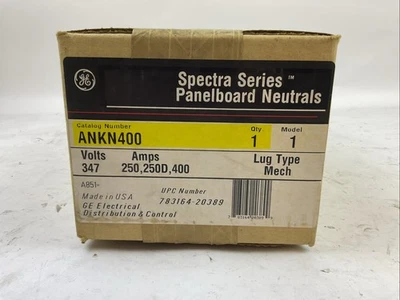 GE
Spectra Series™
Panelboard Neutrals
Catalog Number Qty Model
ANKN400 1 1
Volts Amps Lug Type
347 250,250D,400 Mech
A851-
Made in USA UPC Number
GE Electrical 783164-20389
Distribution & Control